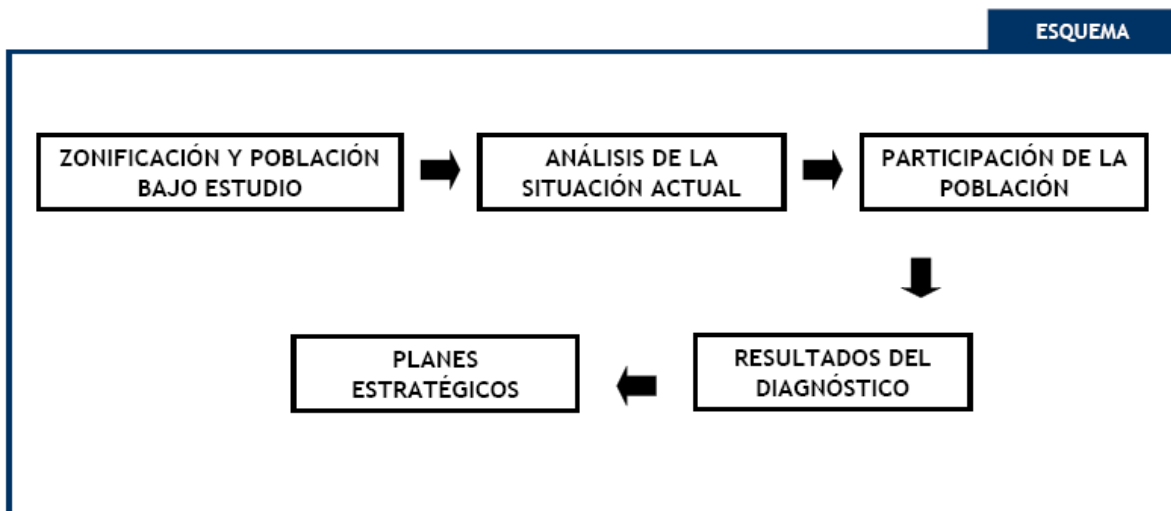 ESQUEMA
ZONIFICACIÓN Y POBLACIÓN
BAJO ESTUDIO
ANÁLISIS DE LA
SITUACIÓN ACTUAL
PARTICIPACIÓN DE LA
POBLACIÓN
RESULTADOS DEL
DIAGNÓSTICO
PLANES
ESTRATÉGICOS